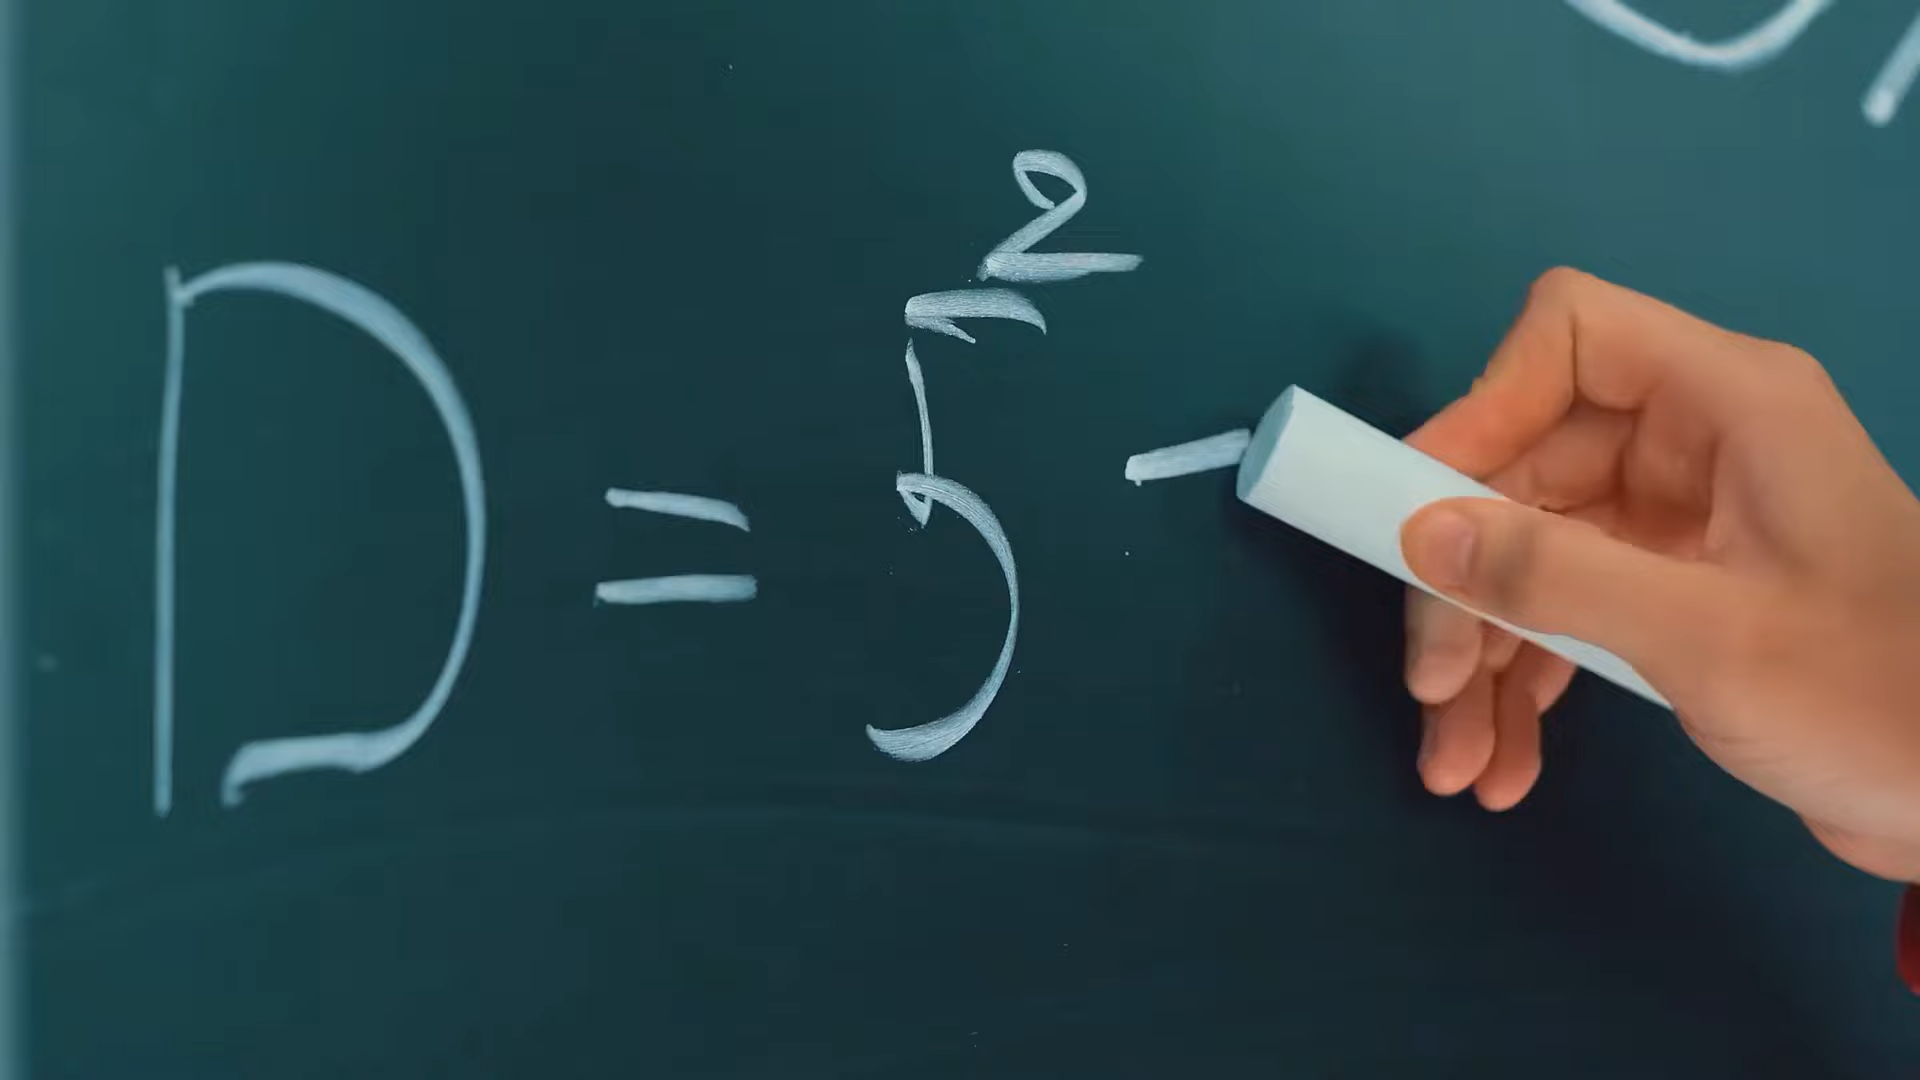 D = 5² -